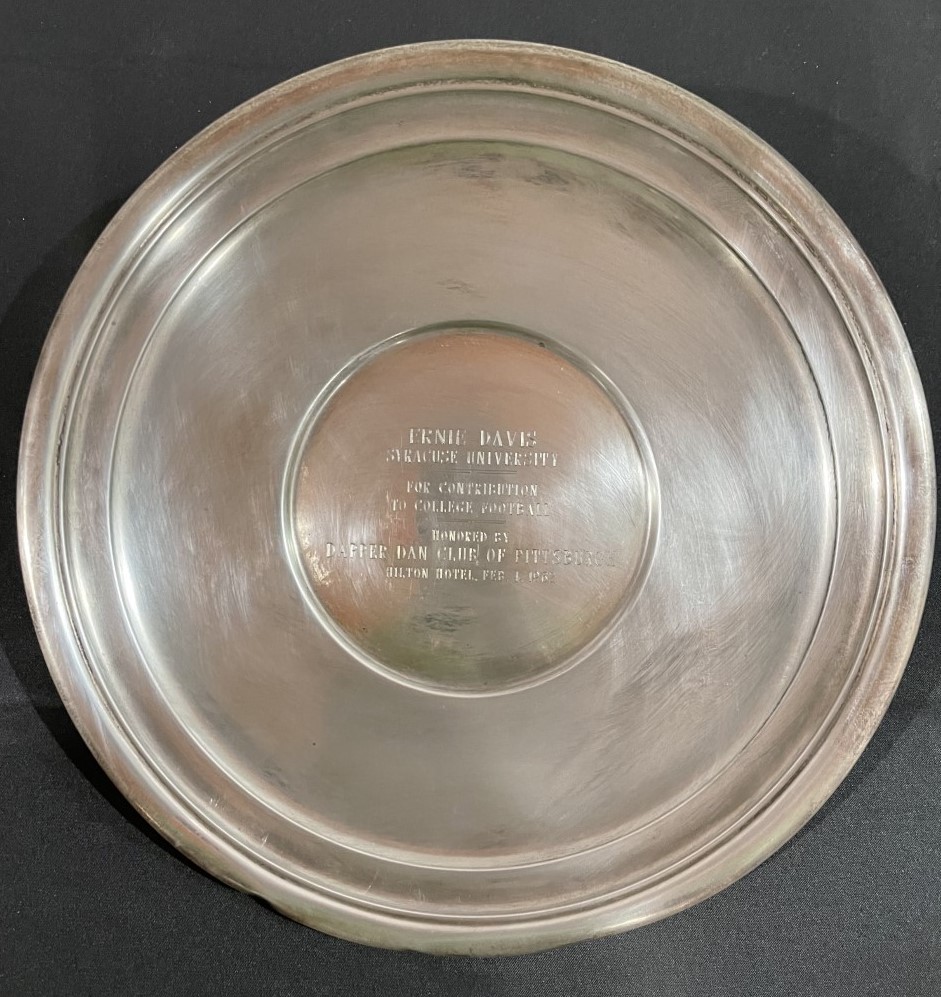 ERNIE DAVIS
SYRACUSE UNIVERSITY
FOR CONTRIBUTION
TO COLLEGE FOOTBALL
HONORED BY
DAPPER DAN CLUB OF PITTSBURGH
HILTON HOTEL, FEB. 4, 1962